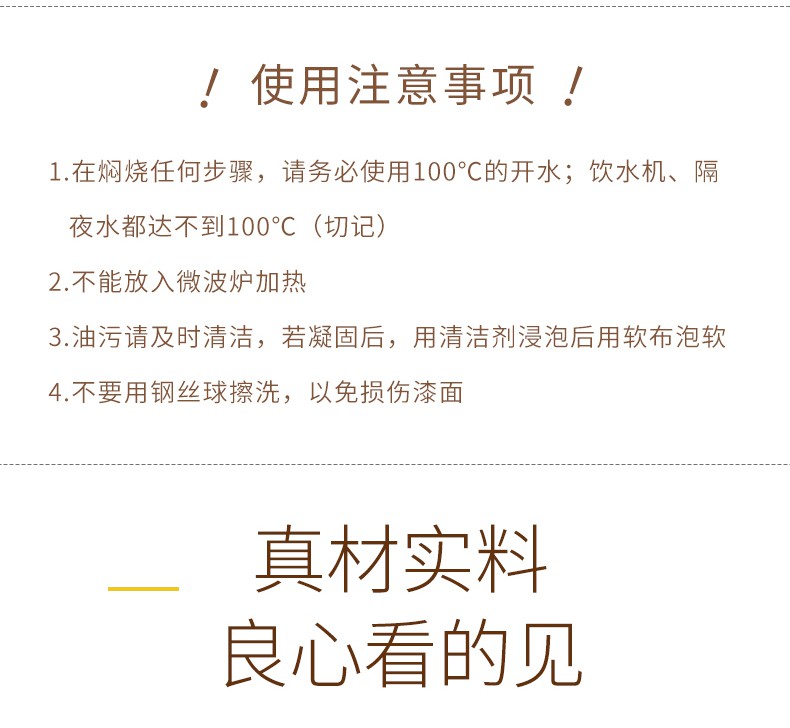 ! 使用注意事项 !
1.在焖烧任何步骤，请务必使用100℃的开水；饮水机、隔
夜水都达不到100℃（切记）
2.不能放入微波炉加热
3.油污请及时清洁，若凝固后，用清洁剂浸泡后用软布泡软
4.不要用钢丝球擦洗，以免损伤漆面
真材实料
良心看的见